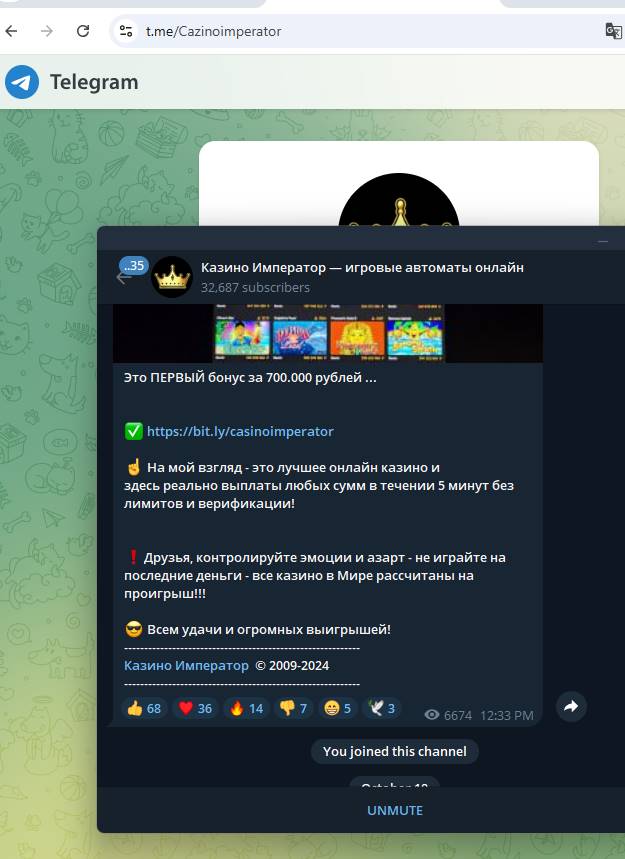 t.me/Cazinoimperator
Telegram
..35
Казино Император — игровые автоматы онлайн
32,687 subscribers
Это ПЕРВЫЙ бонус за 700.000 рублей ...
✅ https://bit.ly/casinoimperator
☝ На мой взгляд - это лучшее онлайн казино и
здесь реально выплаты любых сумм в течении 5 минут без
лимитов и верификации!
❗ Друзья, контролируйте эмоции и азарт - не играйте на
последние деньги - все казино в Мире рассчитаны на
проигрыш!!!
😎 Всем удачи и огромных выигрышей!
------------------------------------------------------------
Казино Император © 2009-2024
------------------------------------------------------------
👍 68 ❤ 36 🔥 14 👎 7 😁 5 🕊 3
6674 12:33 PM
You joined this channel
UNMUTE